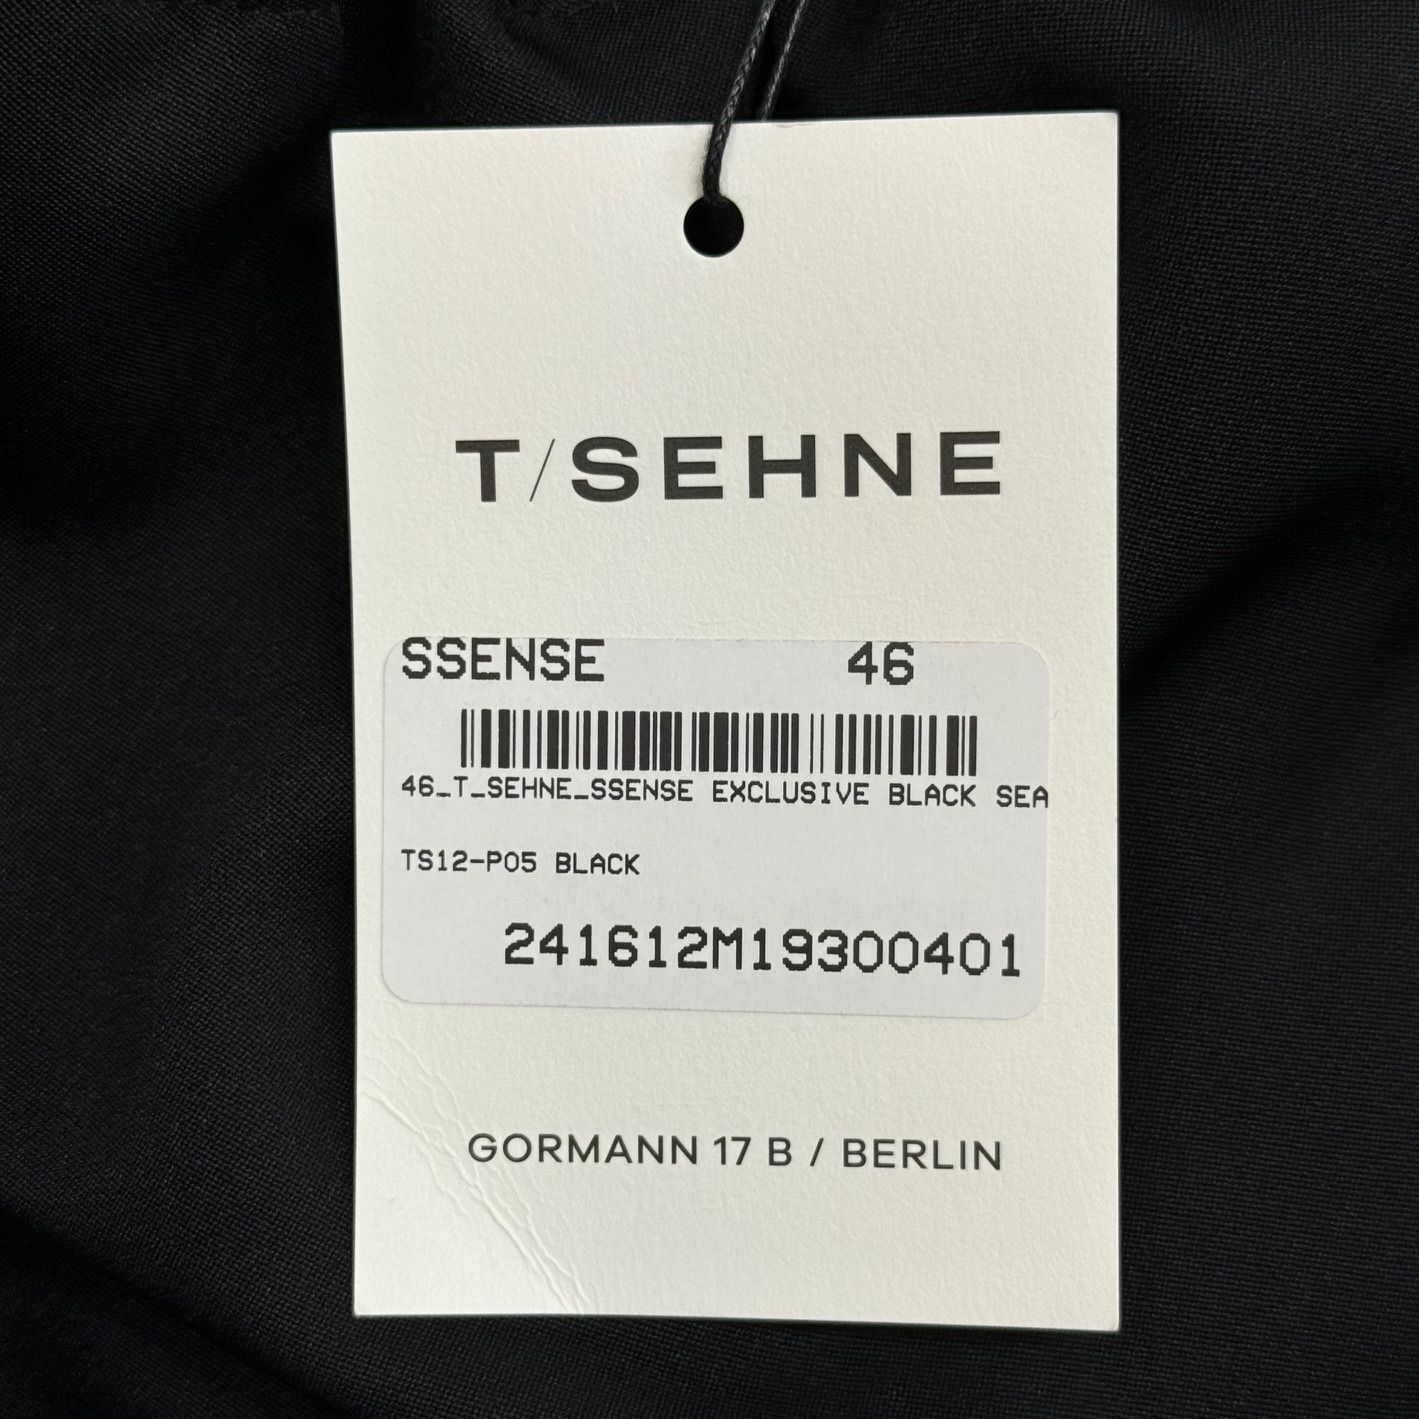 T/SEHNE
SSENSE 46
46_T_SEHNE_SSENSE EXCLUSIVE BLACK SEA
TS12-P05 BLACK
241612M19300401
GORMANN 17 B / BERLIN